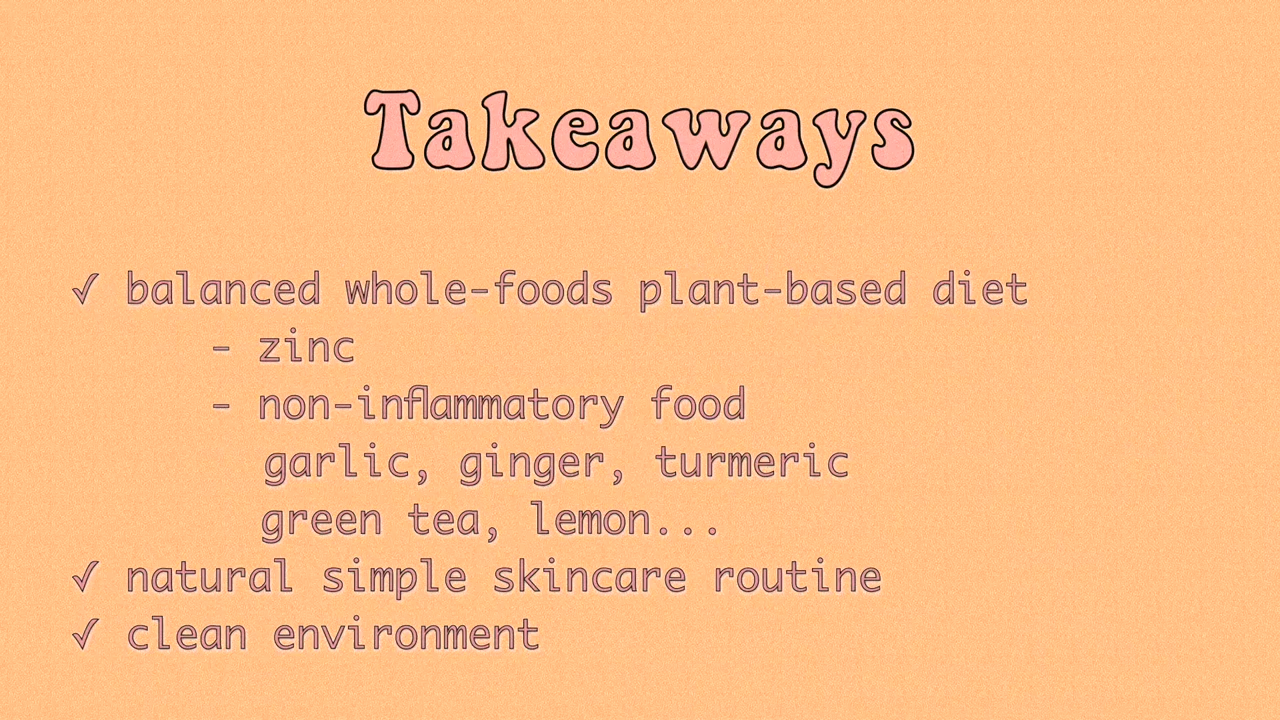 Takeaways
✓ balanced whole-foods plant-based diet
- zinc
- non-inflammatory food
garlic, ginger, turmeric
green tea, lemon...
✓ natural simple skincare routine
✓ clean environment